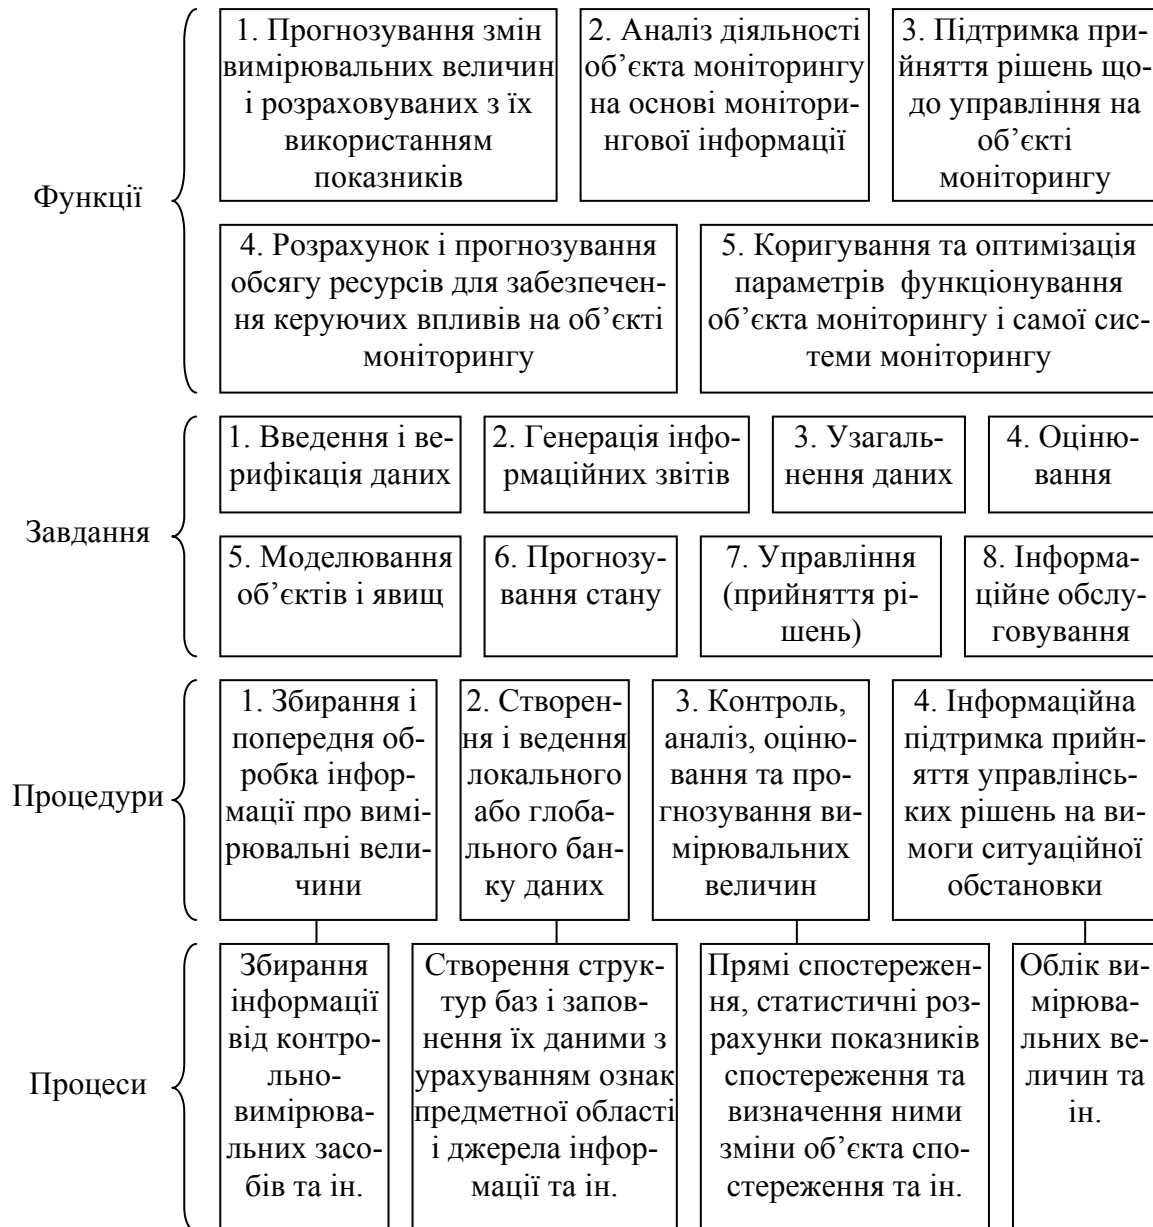 Функції
1. Прогнозування змін
вимірювальних величин
і розраховуваних з їх
використанням
показників
2. Аналіз діяльності
об’єкта моніторингу
на основі монітори-
нгової інформації
3. Підтримка при-
йняття рішень що-
до управління на
об’єкті
моніторингу
4. Розрахунок і прогнозування
обсягу ресурсів для забезпечен-
ня керуючих впливів на об’єкті
моніторингу
5. Коригування та оптимізація
параметрів функціонування
об’єкта моніторингу і самої сис-
теми моніторингу
Завдання
1. Введення і ве-
рифікація даних
2. Генерація інфо-
рмаційних звітів
3. Узагаль-
нення даних
4. Оціню-
вання
5. Моделювання
об’єктів і явищ
6. Прогнозу-
вання стану
7. Управління
(прийняття рі-
шень)
8. Інформа-
ційне обслу-
говування
Процедури
1. Збирання і
попередня об-
робка інфор-
мації про вимі-
рювальні вели-
чини
2. Створен-
ня і ведення
локального
або глоба-
льного бан-
ку даних
3. Контроль,
аналіз, оціню-
вання та про-
гнозування ви-
мірювальних
величин
4. Інформаційна
підтримка прий-
няття управлінсь-
ких рішень на ви-
моги ситуаційної
обстановки
Процеси
Збирання
інформації
від контро-
льно-
вимірюва-
льних засо-
бів та ін.
Створення струк-
тур баз і запов-
нення їх даними з
урахуванням ознак
предметної області
і джерела інфор-
мації та ін.
Прямі спостережен-
ня, статистичні роз-
рахунки показників
спостереження та
визначення ними
зміни об’єкта спо-
стереження та ін.
Облік ви-
мірюва-
льних ве-
личин та
ін.